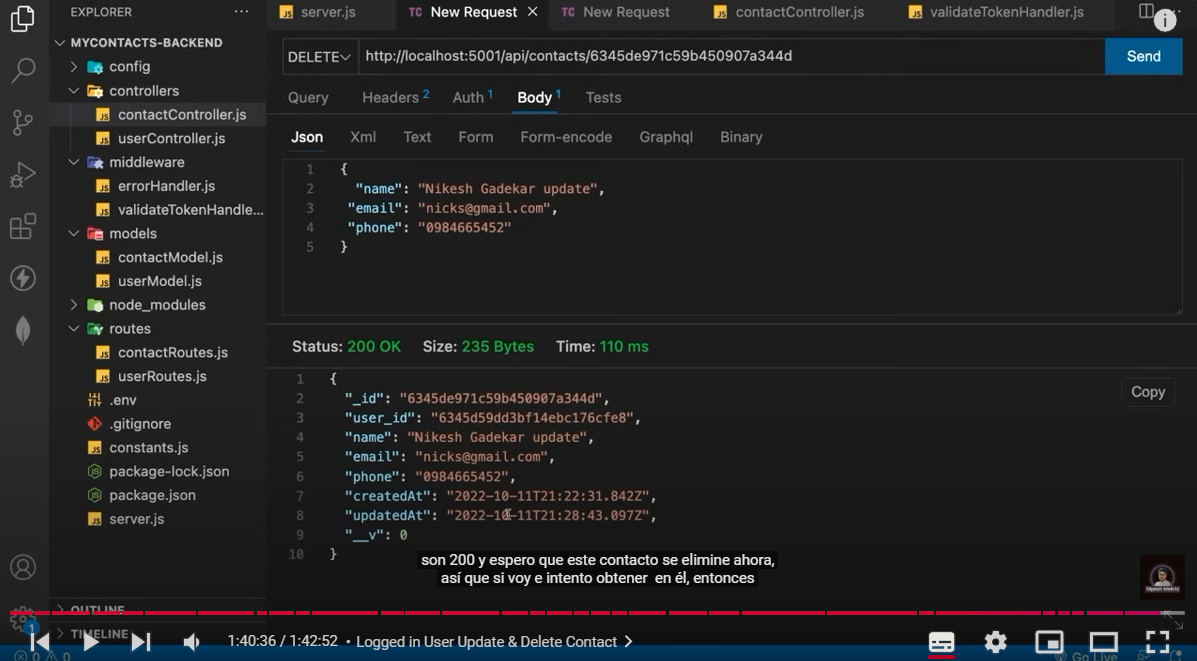 EXPLORER
server.js
TC New Request
TC New Request
contactController.js
validateTokenHandler.js
MYCONTACTS-BACKEND
config
controllers
contactController.js
userController.js
middleware
errorHandler.js
validateTokenHandle...
models
contactModel.js
userModel.js
node_modules
routes
contactRoutes.js
userRoutes.js
.env
.gitignore
constants.js
package-lock.json
package.json
server.js
OUTLINE
TIMELINE
DELETE http://localhost:5001/api/contacts/6345de971c59b450907a344d Send
Query Headers 2 Auth 1 Body 1 Tests
Json Xml Text Form Form-encode Graphql Binary
1 {
2 "name": "Nikesh Gadekar update",
3 "email": "nicks@gmail.com",
4 "phone": "0984665452"
5 }
Status: 200 OK Size: 235 Bytes Time: 110 ms
Copy
1 {
2 "_id": "6345de971c59b450907a344d",
3 "user_id": "6345d59dd3bf14ebc176cfe8",
4 "name": "Nikesh Gadekar update",
5 "email": "nicks@gmail.com",
6 "phone": "0984665452",
7 "createdAt": "2022-10-11T21:22:31.842Z",
8 "updatedAt": "2022-10-11T21:28:43.097Z",
9 "__v": 0
10 }
son 200 y espero que este contacto se elimine ahora,
así que si voy e intento obtener en él, entonces
Dipesh Malvia
1
1:40:36 / 1:42:52 • Logged in User Update & Delete Contact
0 0
Go Live